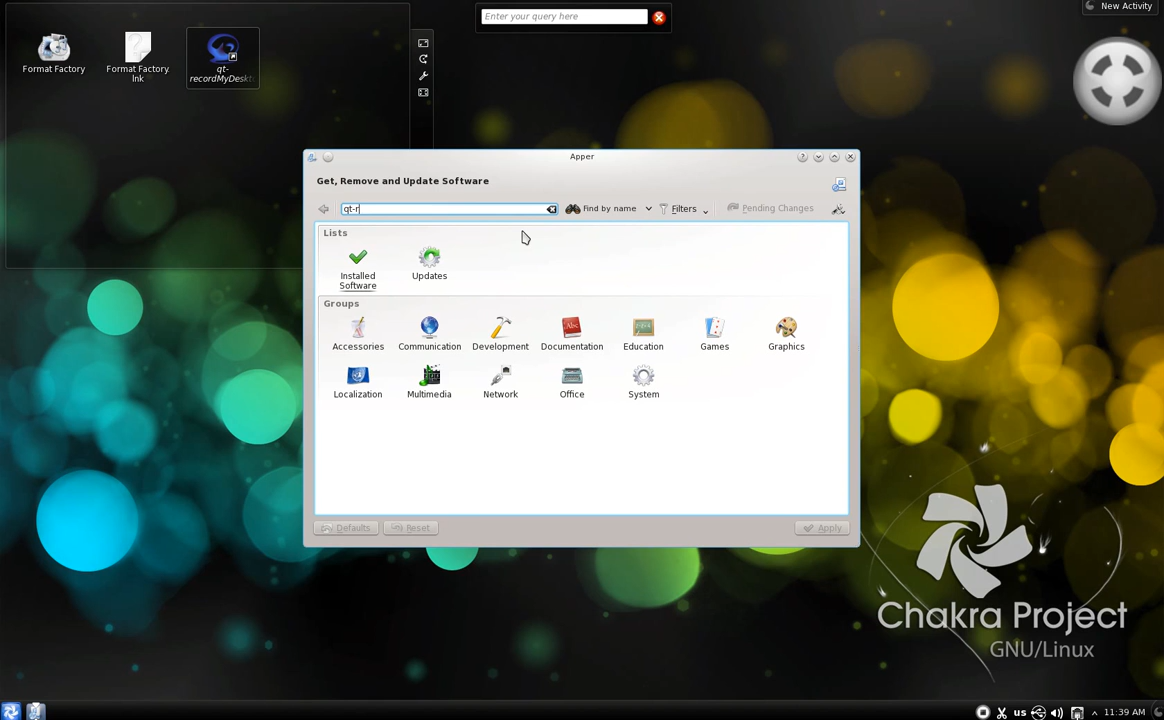 New Activity
Enter your query here
Format Factory
Format Factory.
lnk
qt-
recordMyDeskt
Apper
Get, Remove and Update Software
qt-r
Find by name
Filters
Pending Changes
Lists
Installed
Software
Updates
Groups
Accessories
Communication
Development
Documentation
Education
Games
Graphics
Localization
Multimedia
Network
Office
System
Defaults
Reset
Apply
Chakra Project
GNU/Linux
us
11:39 AM